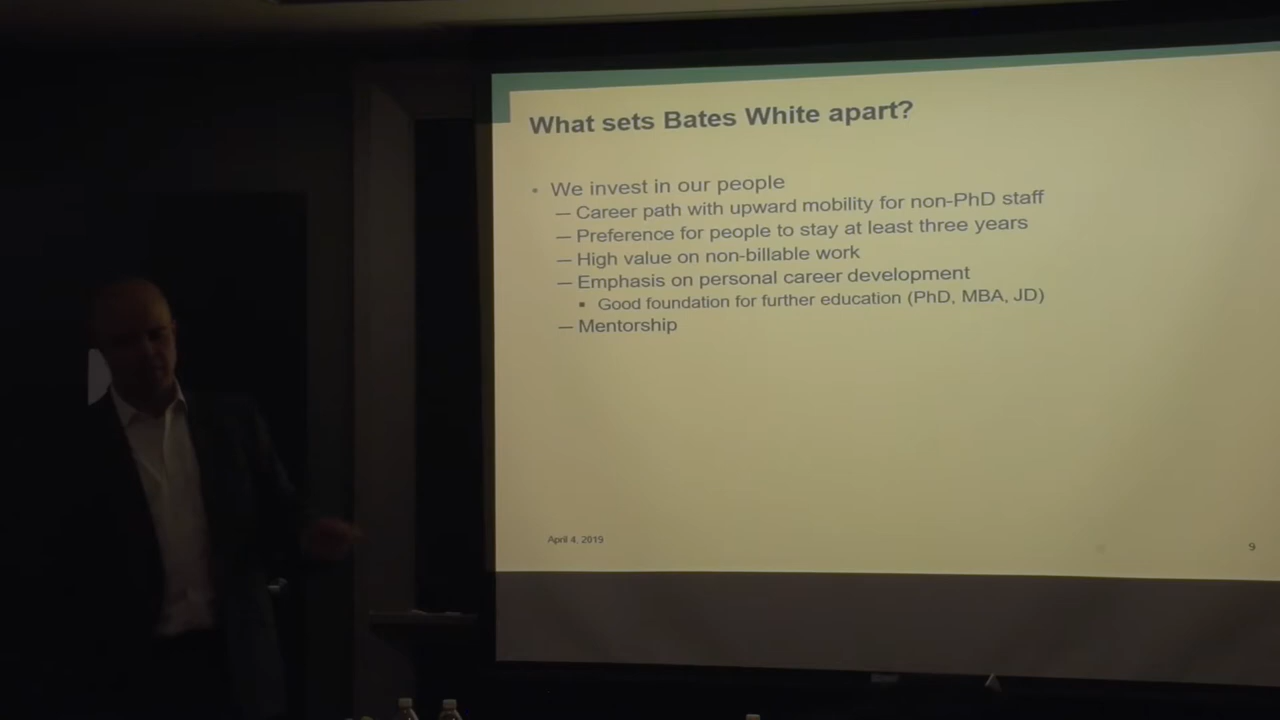 What sets Bates White apart?
• We invest in our people
— Career path with upward mobility for non-PhD staff
— Preference for people to stay at least three years
— High value on non-billable work
— Emphasis on personal career development
▪ Good foundation for further education (PhD, MBA, JD)
— Mentorship
April 4, 2019
9